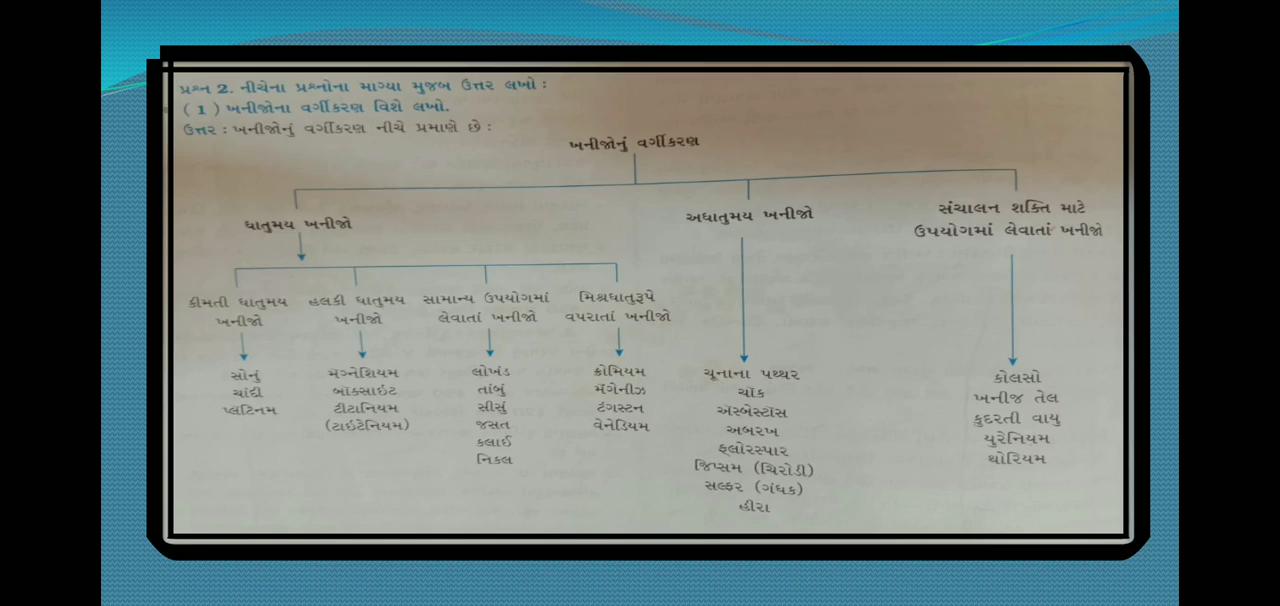 પ્રશ્ન 2. નીચેના પ્રશ્નોના માગ્યા મુજબ ઉત્તર લખો :
( 1 ) ખનીજોના વર્ગીકરણ વિશે લખો.
ઉત્તર : ખનીજોનું વર્ગીકરણ નીચે પ્રમાણે છે :
ખનીજોનું વર્ગીકરણ
ધાતુમય ખનીજો
અધાતુમય ખનીજો
સંચાલન શક્તિ માટે
ઉપયોગમાં લેવાતાં ખનીજો
કીમતી ધાતુમય
ખનીજો
હલકી ધાતુમય
ખનીજો
સામાન્ય ઉપયોગમાં
લેવાતાં ખનીજો
મિશ્રધાતુરૂપે
વપરાતાં ખનીજો
સોનું
ચાંદી
પ્લૅટિનમ
મૅગ્નેશિયમ
બૉક્સાઇટ
ટીટાનિયમ
(ટાઇટેનિયમ)
લોખંડ
તાંબું
સીસું
જસત
કલાઈ
નિકલ
ક્રોમિયમ
મૅંગેનીઝ
ટંગસ્ટન
વેનેડિયમ
ચૂનાના પથ્થર
ચૉક
ઍસ્બેસ્ટૉસ
અબરખ
ફ્લોરસ્પાર
જિપ્સમ (ચિરોડી)
સલ્ફર (ગંધક)
હીરા
કોલસો
ખનીજ તેલ
કુદરતી વાયુ
યુરેનિયમ
થોરિયમ